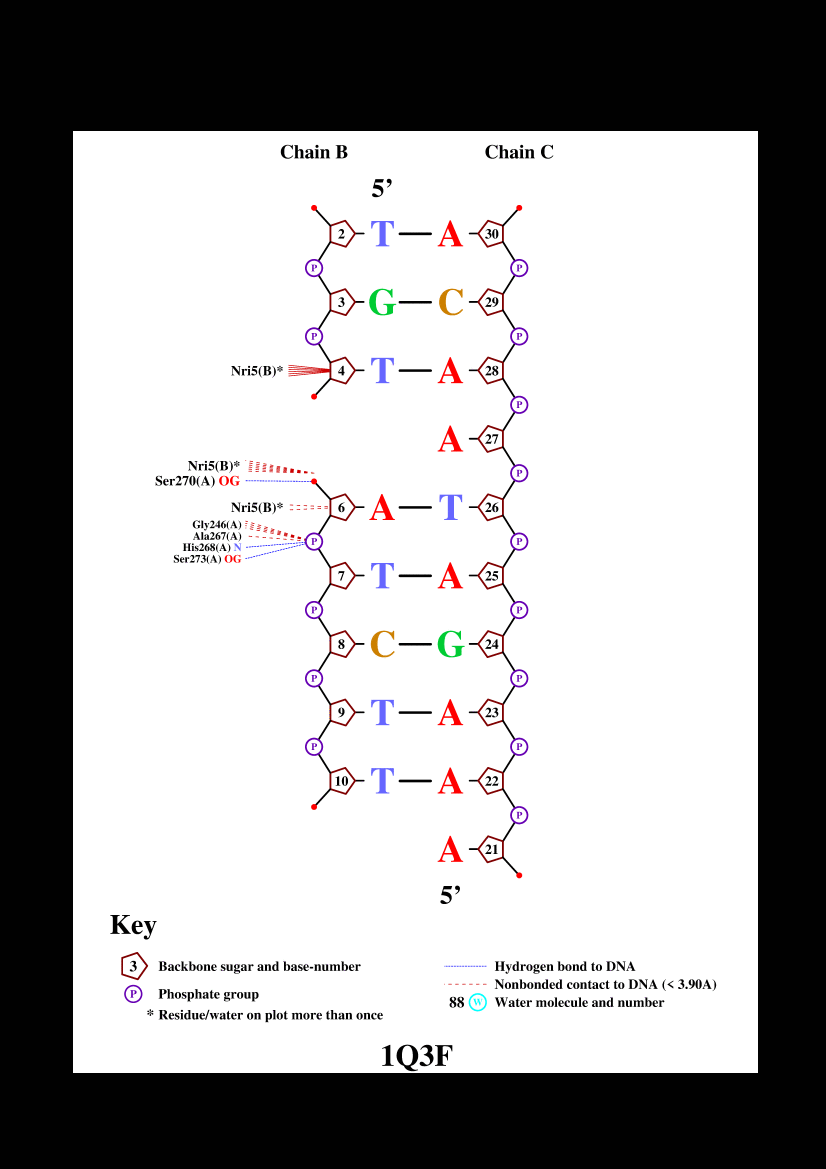 Chain B Chain C
5’
2 T A 30
P P
3 G C 29
P P
Nri5(B)* 4 T A 28
P
A 27
Nri5(B)* P
Ser270(A) OG
Nri5(B)* 6 A T 26
Gly246(A)
Ala267(A) P P
His268(A) N
Ser273(A) OG
7 T A 25
P P
8 C G 24
P P
9 T A 23
P P
10 T A 22
P
A 21
5’
Key
3 Backbone sugar and base-number
P Phosphate group
* Residue/water on plot more than once
Hydrogen bond to DNA
Nonbonded contact to DNA (< 3.90A)
88 W Water molecule and number
1Q3F